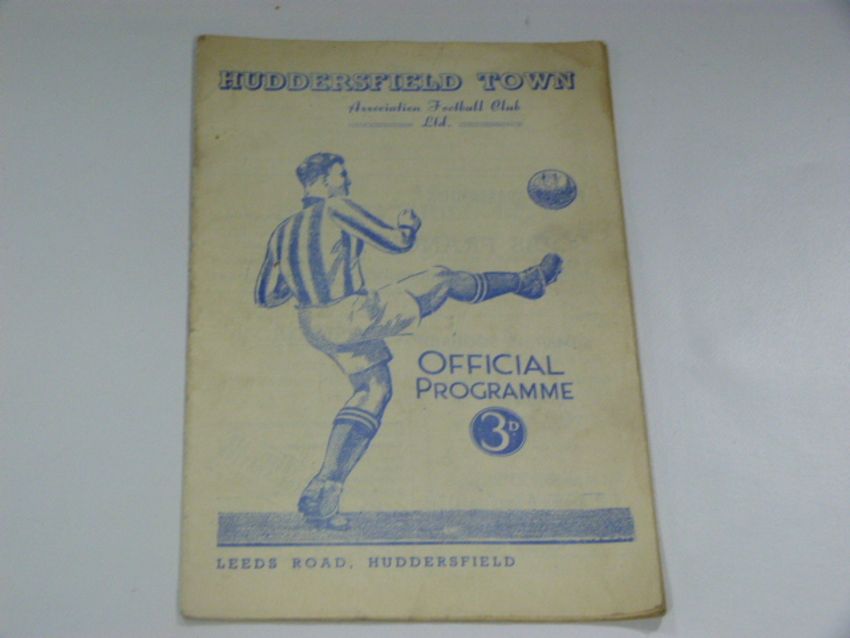 HUDDERSFIELD TOWN
Association Football Club
Ltd.
OFFICIAL
PROGRAMME
3D.
LEEDS ROAD, HUDDERSFIELD